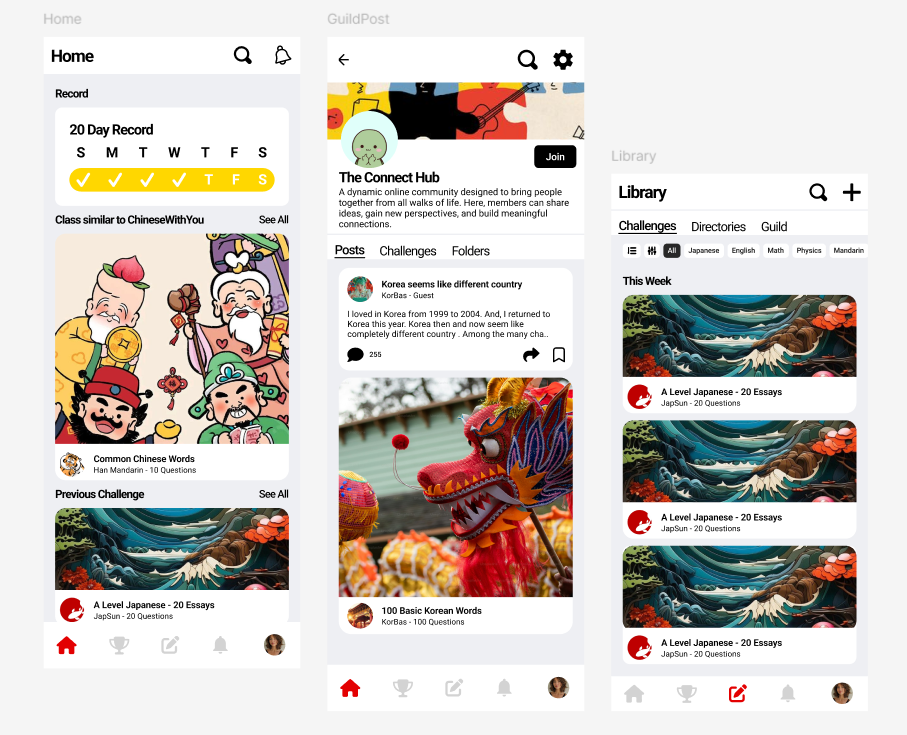 Home
Home
Record
20 Day Record
S M T W T F S
T F S
Class similar to ChineseWithYou See All
福
Common Chinese Words
Han Mandarin - 10 Questions
Previous Challenge See All
A Level Japanese - 20 Essays
JapSun - 20 Questions
GuildPost
Join
The Connect Hub
A dynamic online community designed to bring people
together from all walks of life. Here, members can share
ideas, gain new perspectives, and build meaningful
connections.
Posts Challenges Folders
Korea seems like different country
KorBas - Guest
I loved in Korea from 1999 to 2004. And, I returned to
Korea this year. Korea then and now seem like
completely different country . Among the many cha..
255
100 Basic Korean Words
KorBas - 100 Questions
Library
Library
Challenges Directories Guild
All Japanese English Math Physics Mandarin
This Week
A Level Japanese - 20 Essays
JapSun - 20 Questions
A Level Japanese - 20 Essays
JapSun - 20 Questions
A Level Japanese - 20 Essays
JapSun - 20 Questions